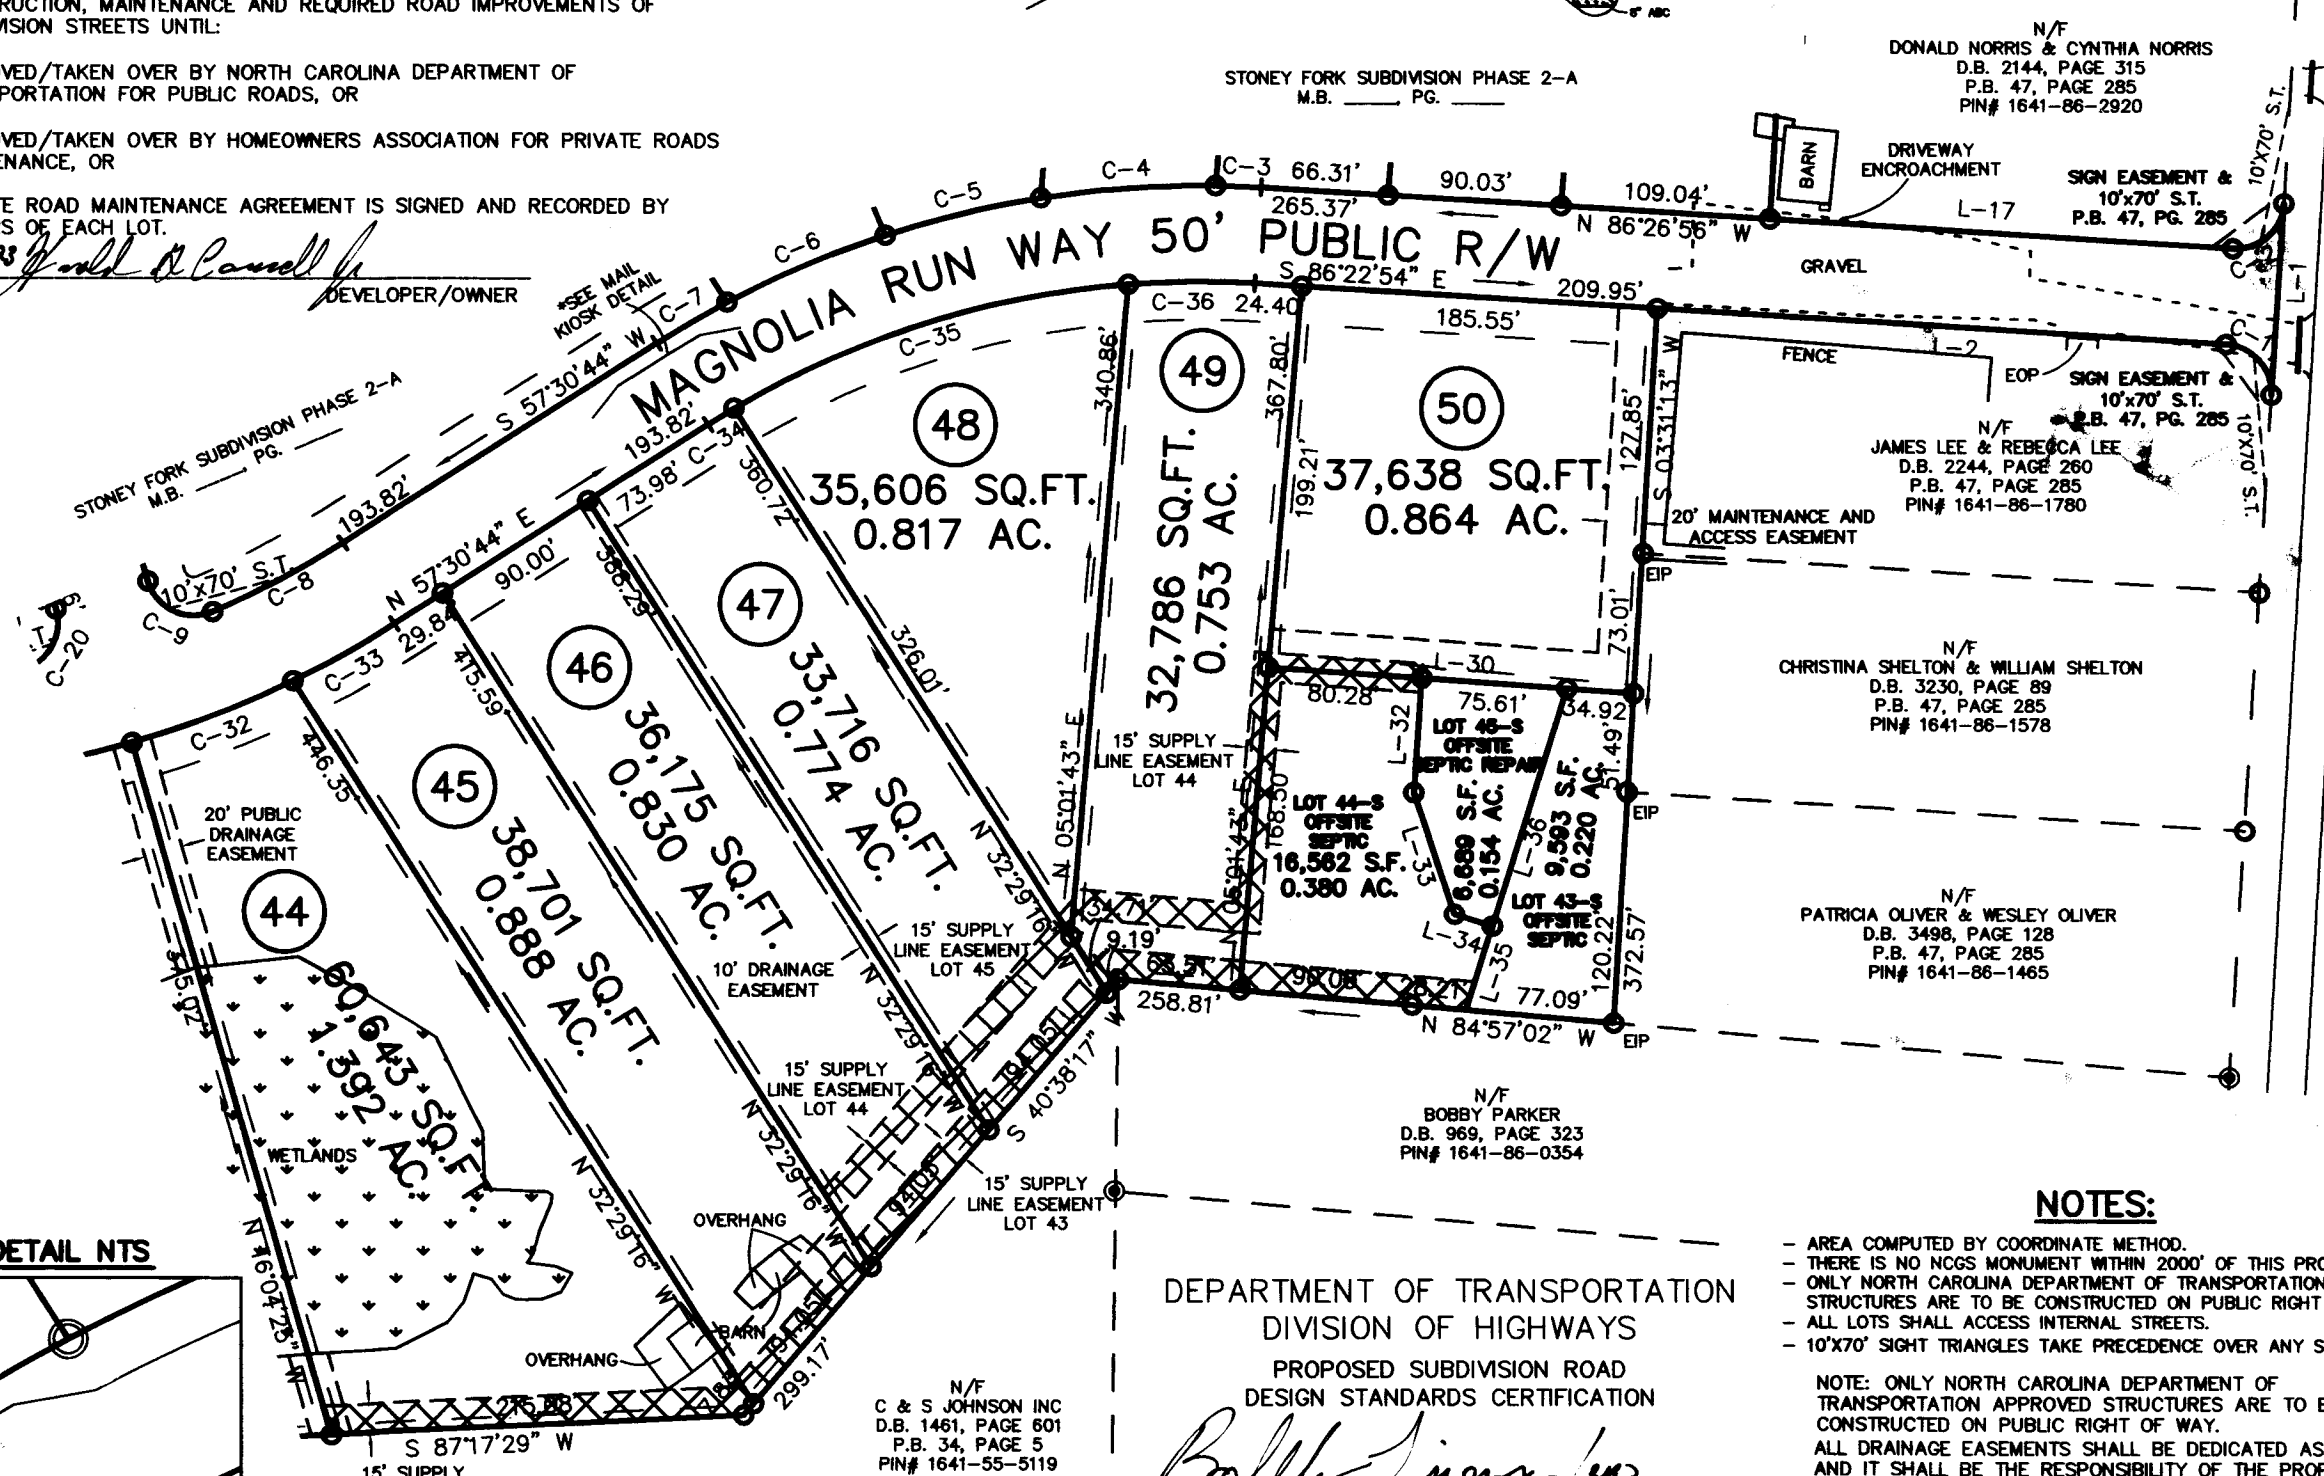 RUCTION, MAINTENANCE AND REQUIRED ROAD IMPROVEMENTS OF
VISION STREETS UNTIL:
VED/TAKEN OVER BY NORTH CAROLINA DEPARTMENT OF
PORTATION FOR PUBLIC ROADS, OR
VED/TAKEN OVER BY HOMEOWNERS ASSOCIATION FOR PRIVATE ROADS
ENANCE, OR
E ROAD MAINTENANCE AGREEMENT IS SIGNED AND RECORDED BY
S OF EACH LOT.
DEVELOPER/OWNER
8" ABC
STONEY FORK SUBDIVISION PHASE 2-A
M.B. _____, PG. _____
N/F
DONALD NORRIS & CYNTHIA NORRIS
D.B. 2144, PAGE 315
P.B. 47, PAGE 285
PIN# 1641-86-2920
10'X70' S.T.
BARN
DRIVEWAY
ENCROACHMENT
SIGN EASEMENT &
10'x70' S.T.
P.B. 47, PG. 285
L-17
L-1
C-7
C-6
C-5
C-4
C-3
66.31'
90.03'
109.04'
265.37'
N 86°26'56" W
MAGNOLIA RUN WAY 50' PUBLIC R/W
GRAVEL
*SEE MAIL
KIOSK DETAIL
S 86°22'54" E
209.95'
C-36
24.40
185.55'
C-35
FENCE
L-2
EOP
SIGN EASEMENT &
10'x70' S.T.
P.B. 47, PG. 285
10'X70' S.T.
N/F
JAMES LEE & REBECCA LEE
D.B. 2244, PAGE 260
P.B. 47, PAGE 285
PIN# 1641-86-1780
STONEY FORK SUBDIVISION PHASE 2-A
M.B. _____, PG. _____
S 57°30'44" W
193.82'
193.82'
10'x70' S.T.
C-8
C-9
C-20
N 57°30'44" E
29.84
90.00'
73.98'
C-34
C-33
C-32
48
35,606 SQ.FT.
0.817 AC.
340.86'
49
32,786 SQ.FT.
0.753 AC.
367.80'
199.21'
50
37,638 SQ.FT.
0.864 AC.
127.85'
S 03°31'13" W
20' MAINTENANCE AND
ACCESS EASEMENT
EIP
73.01'
360.72'
326.01'
47
33,716 SQ.FT.
0.774 AC.
388.29'
46
36,175 SQ.FT.
0.830 AC.
415.59'
45
38,701 SQ.FT.
0.888 AC.
446.35'
44
60,643 SQ.FT.
1.392 AC.
20' PUBLIC
DRAINAGE
EASEMENT
WETLANDS
N 16°04'25" W
N 32°29'16" W
N 32°29'16" W
N 32°29'16" W
N 32°29'16" W
N 05°01'43" E
15' SUPPLY
LINE EASEMENT
LOT 44
L-30
80.28'
75.61'
34.92'
L-32
LOT 45-S
OFFSITE
SEPTIC REPAIR
6,689 S.F.
0.154 AC.
51.49'
168.50
LOT 44-S
OFFSITE
SEPTIC
16,562 S.F.
0.380 AC.
L-33
L-36
9,593 S.F.
0.220 AC.
LOT 43-S
OFFSITE
SEPTIC
L-34
L-35
120.22'
372.57'
EIP
77.09'
N 84°57'02" W
EIP
258.81'
34.71'
9.19'
N/F
CHRISTINA SHELTON & WILLIAM SHELTON
D.B. 3230, PAGE 89
P.B. 47, PAGE 285
PIN# 1641-86-1578
N/F
PATRICIA OLIVER & WESLEY OLIVER
D.B. 3498, PAGE 128
P.B. 47, PAGE 285
PIN# 1641-86-1465
15' SUPPLY
LINE EASEMENT
LOT 45
10' DRAINAGE
EASEMENT
15' SUPPLY
LINE EASEMENT
LOT 44
S 40°38'17" W
94.05'
94.05'
15' SUPPLY
LINE EASEMENT
LOT 43
OVERHANG
BARN
OVERHANG
299.17'
S 87°17'29" W
15' SUPPLY
N/F
BOBBY PARKER
D.B. 969, PAGE 323
PIN# 1641-86-0354
N/F
C & S JOHNSON INC
D.B. 1461, PAGE 601
P.B. 34, PAGE 5
PIN# 1641-55-5119
DETAIL NTS
DEPARTMENT OF TRANSPORTATION
DIVISION OF HIGHWAYS
PROPOSED SUBDIVISION ROAD
DESIGN STANDARDS CERTIFICATION
NOTES:
- AREA COMPUTED BY COORDINATE METHOD.
- THERE IS NO NCGS MONUMENT WITHIN 2000' OF THIS PRO
- ONLY NORTH CAROLINA DEPARTMENT OF TRANSPORTATION
STRUCTURES ARE TO BE CONSTRUCTED ON PUBLIC RIGHT
- ALL LOTS SHALL ACCESS INTERNAL STREETS.
- 10'X70' SIGHT TRIANGLES TAKE PRECEDENCE OVER ANY S
NOTE: ONLY NORTH CAROLINA DEPARTMENT OF
TRANSPORTATION APPROVED STRUCTURES ARE TO B
CONSTRUCTED ON PUBLIC RIGHT OF WAY.
ALL DRAINAGE EASEMENTS SHALL BE DEDICATED AS
AND IT SHALL BE THE RESPONSIBILITY OF THE PRO